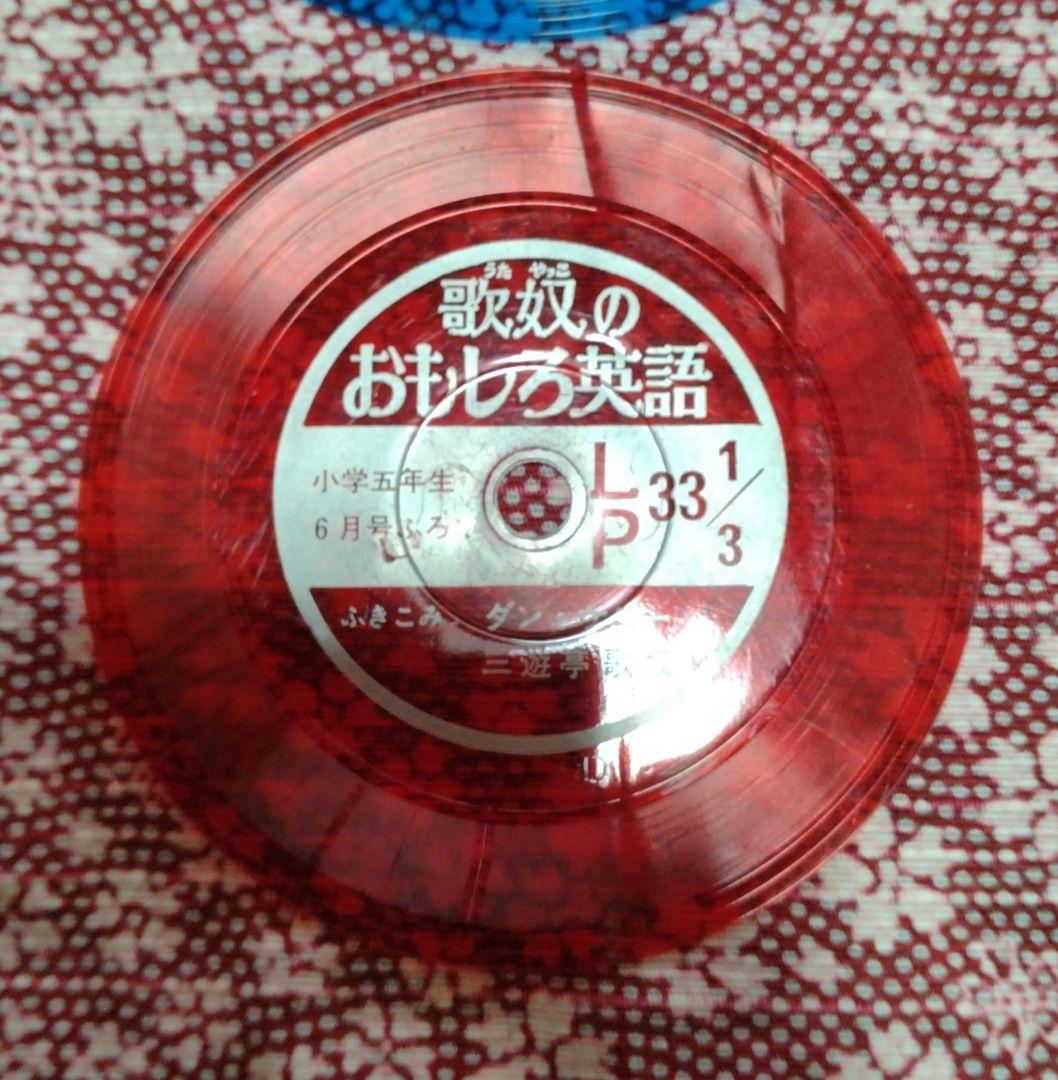 うた やっこ
歌奴の
おもしろ英語
小学五年生
6月号ふろく
LP 33 1/3
ふきこみ ダン
三遊亭歌奴